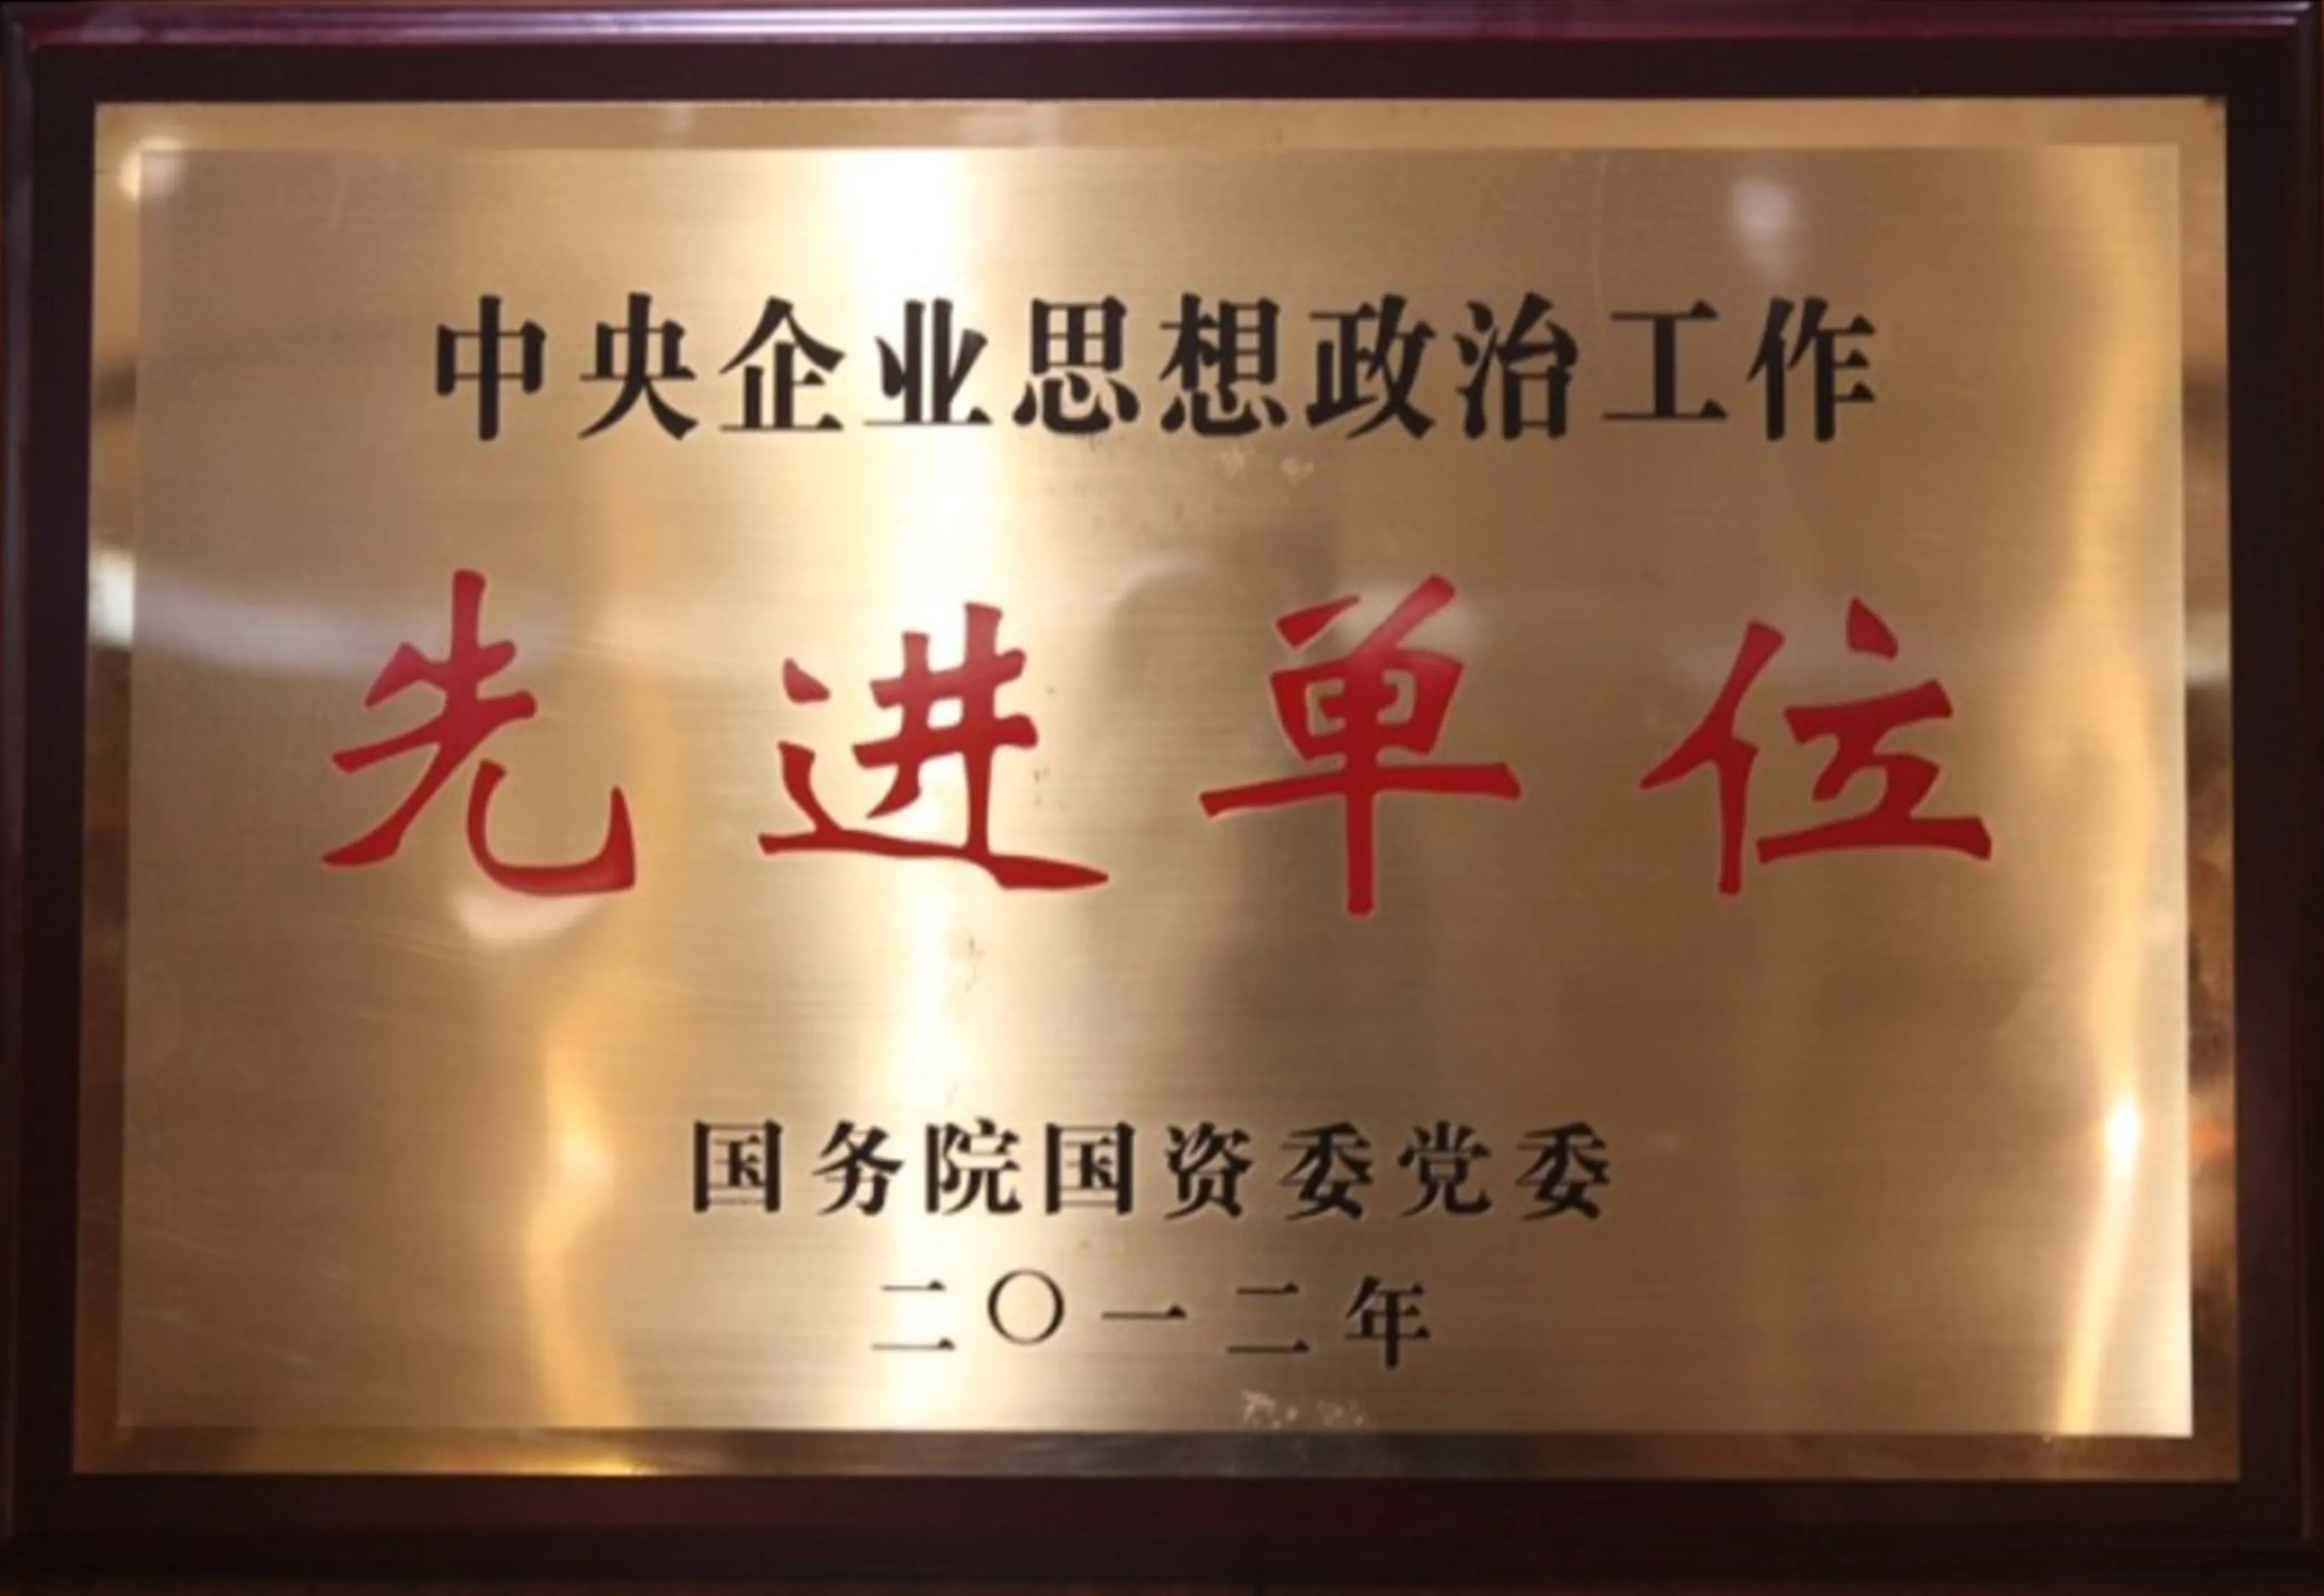 中央企业思想政治工作
先进单位
国务院国资委党委
二〇一二年